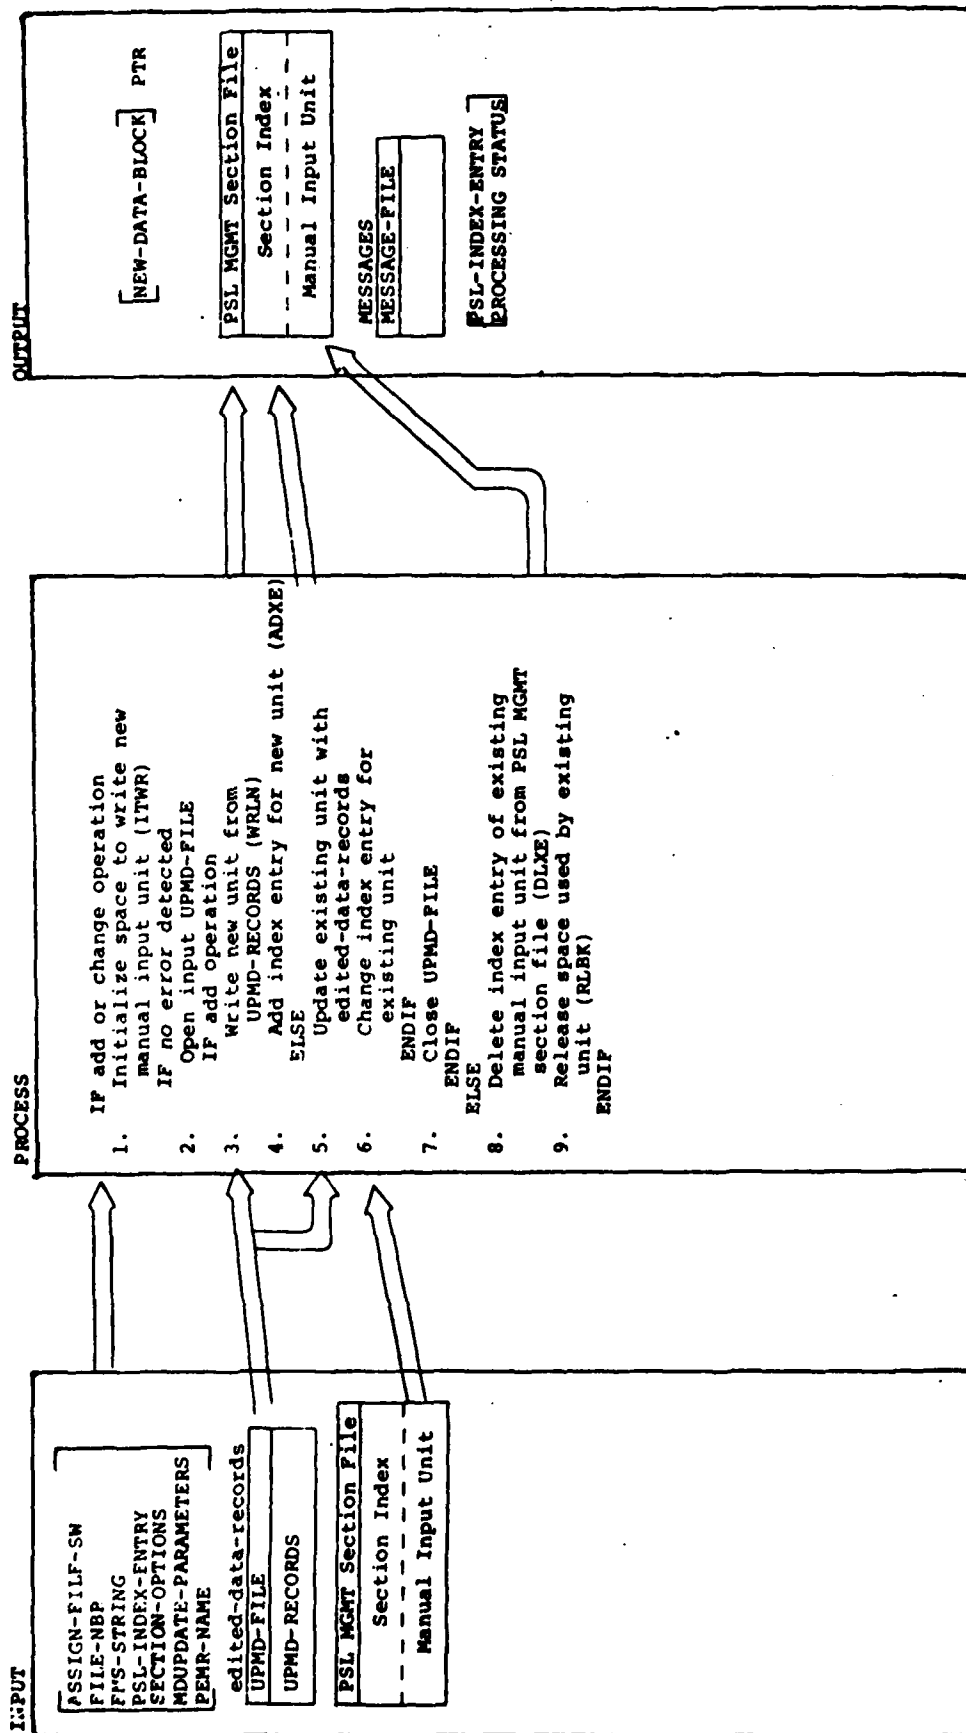 INPUT
ASSIGN-FILF-SW
FILE-NBP
FMS-STRING
PSL-INDEX-ENTRY
SECTION-OPTIONS
MDUPDATE-PARAMETERS
PEMR-NAME
edited-data-records
UPMD-FILE
UPMD-RECORDS
PSL MGMT Section File
Section Index
Manual Input Unit
PROCESS
IF add or change operation
1. Initialize space to write new
manual input unit (ITWR)
IF no error detected
2. Open input UPMD-FILE
IF add operation
3. Write new unit from
UPMD-RECORDS (WRLN)
4. Add index entry for new unit (ADXE)
ELSE
5. Update existing unit with
edited-data-records
6. Change index entry for
existing unit
ENDIF
7. Close UPMD-FILE
ENDIF
ELSE
8. Delete index entry of existing
manual input unit from PSL MGMT
section file (DLXE)
9. Release space used by existing
unit (RLBK)
ENDIF
OUTPUT
[NEW-DATA-BLOCK] PTR
PSL MGMT Section File
Section Index
Manual Input Unit
MESSAGES
MESSAGE-FILE
PSL-INDEX-ENTRY
PROCESSING STATUS